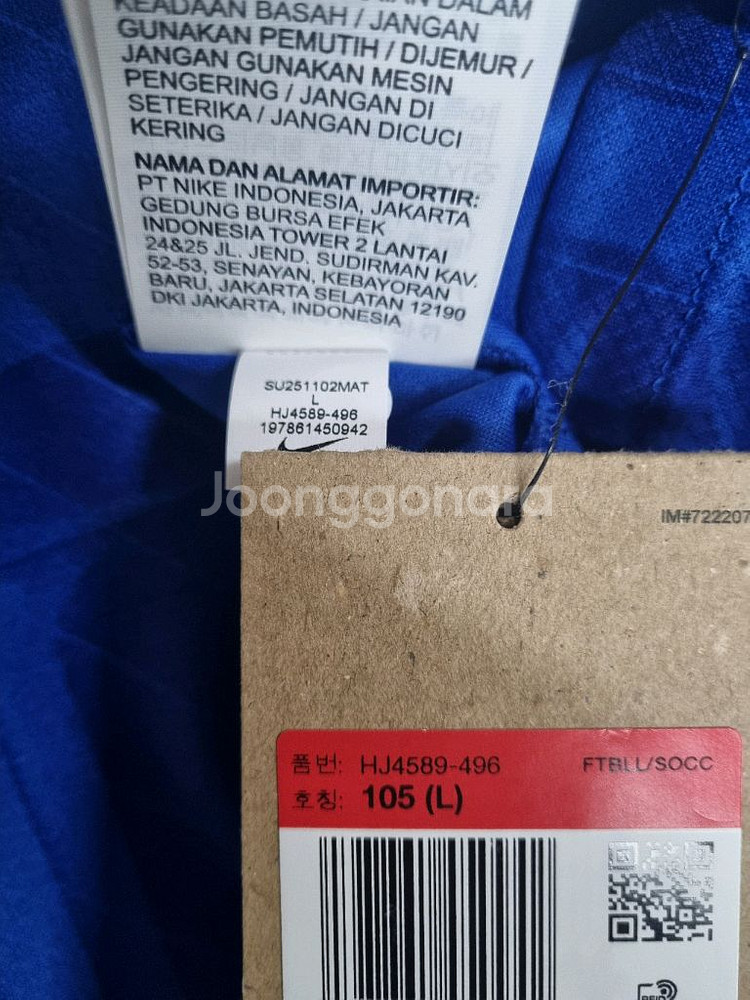 KEADAAN BASAH / JANGAN
GUNAKAN PEMUTIH / DIJEMUR /
JANGAN GUNAKAN MESIN
PENGERING / JANGAN DI
SETERIKA / JANGAN DICUCI
KERING
NAMA DAN ALAMAT IMPORTIR:
PT NIKE INDONESIA, JAKARTA
GEDUNG BURSA EFEK
INDONESIA TOWER 2 LANTAI
24&25 JL. JEND. SUDIRMAN KAV.
52-53, SENAYAN, KEBAYORAN
BARU, JAKARTA SELATAN 12190
DKI JAKARTA, INDONESIA
SU251102MAT
L
HJ4589-496
197861450942
Joonggonara
IM#722207
품번: HJ4589-496 FTBLL/SOCC
호칭: 105 (L)